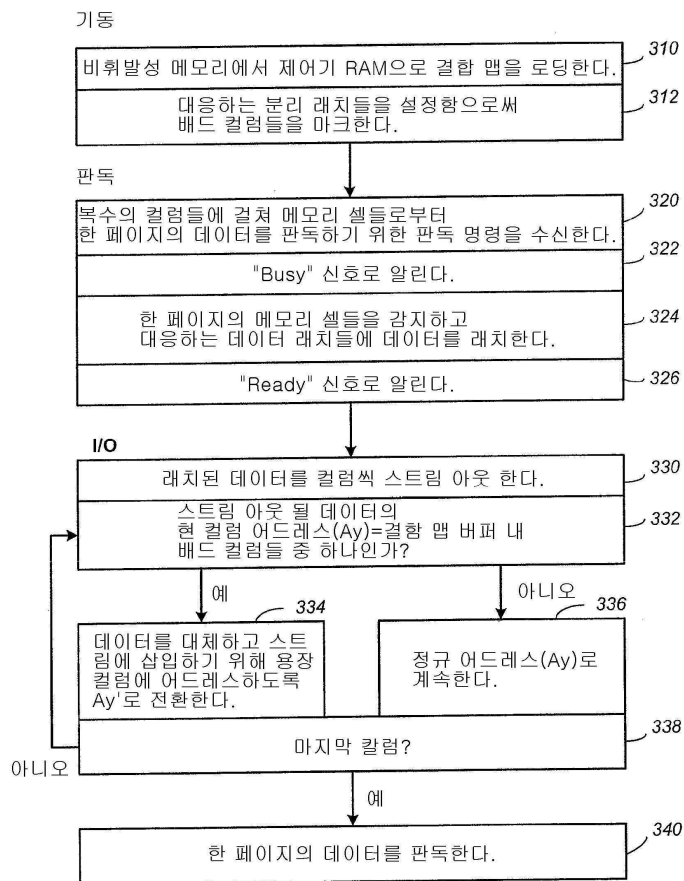 기동
비휘발성 메모리에서 제어기 RAM으로 결합 맵을 로딩한다.
310
대응하는 분리 래치들을 설정함으로써
배드 컬럼들을 마크한다.
312
판독
복수의 컬럼들에 걸쳐 메모리 셀들로부터
한 페이지의 데이터를 판독하기 위한 판독 명령을 수신한다.
320
"Busy" 신호로 알린다.
322
한 페이지의 메모리 셀들을 감지하고
대응하는 데이터 래치들에 데이터를 래치한다.
324
"Ready" 신호로 알린다.
326
I/O
래치된 데이터를 컬럼씩 스트림 아웃 한다.
330
스트림 아웃 될 데이터의
현 컬럼 어드레스(Ay)=결함 맵 버퍼 내
배드 컬럼들 중 하나인가?
332
예
아니오
334
데이터를 대체하고 스트
림에 삽입하기 위해 용장
컬럼에 어드레스하도록
Ay'로 전환한다.
336
정규 어드레스(Ay)로
계속한다.
마지막 칼럼?
338
아니오
예
340
한 페이지의 데이터를 판독한다.